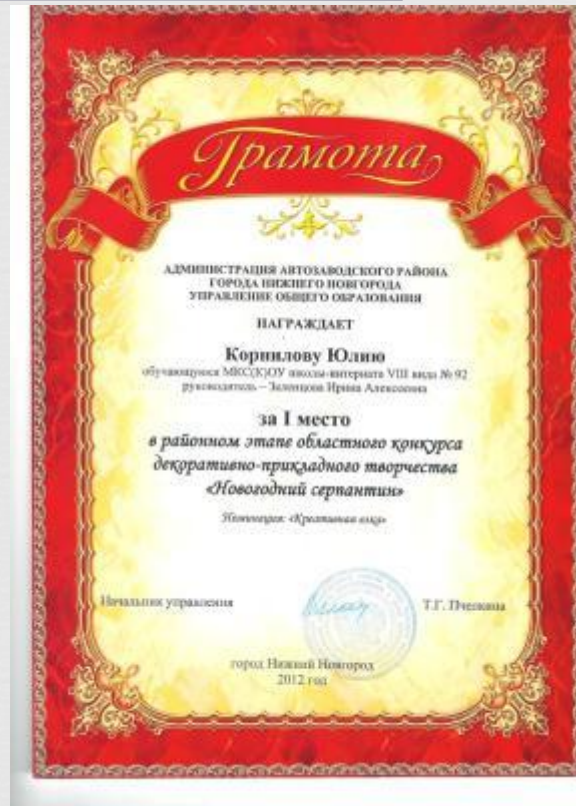 Грамота
АДМИНИСТРАЦИЯ АВТОЗАВОДСКОГО РАЙОНА
ГОРОДА НИЖНЕГО НОВГОРОДА
УПРАВЛЕНИЕ ОБЩЕГО ОБРАЗОВАНИЯ
НАГРАЖДАЕТ
Корнилову Юлию
обучающуюся МКС(К)ОУ школы-интерната VIII вида № 92
руководитель – Ирина Алексеевна
за I место
в районном этапе областного конкурса
декоративно-прикладного творчества
«Новогодний серпантин»
Номинация: «Креативная елка»
Начальник управления Т.Г. Пчелкина
город Нижний Новгород
2012 год